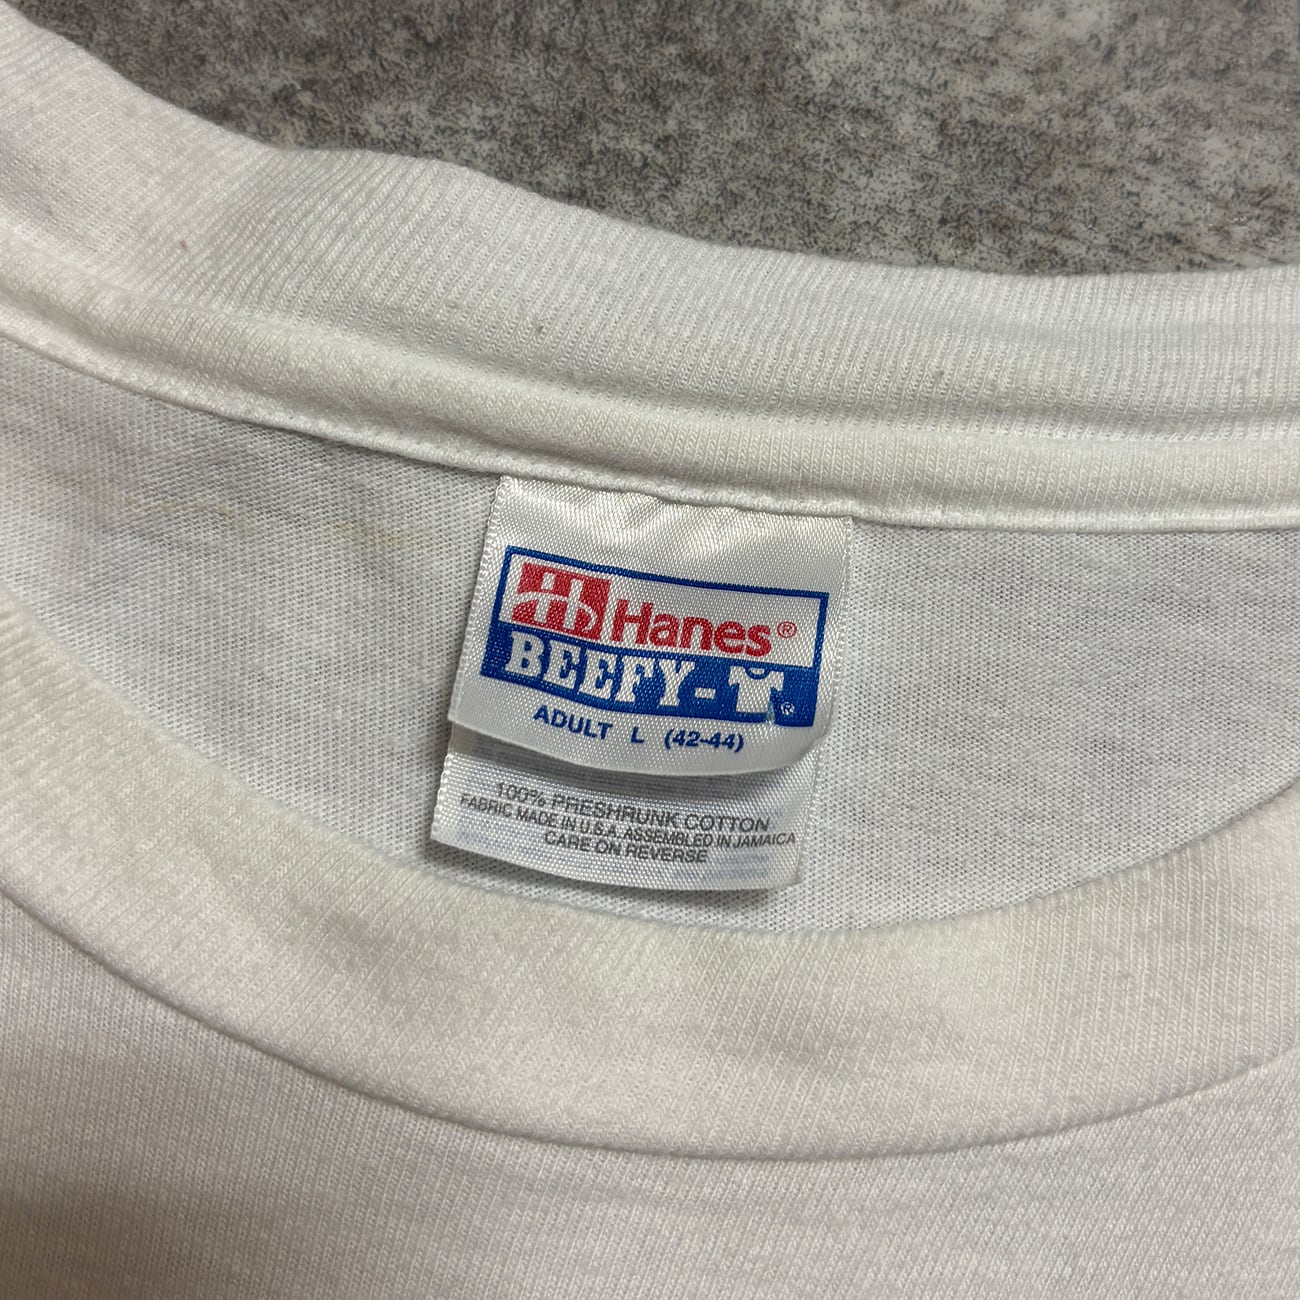 Hanes®
BEEFY-T®
ADULT L (42-44)
100% PRESHRUNK COTTON
FABRIC MADE IN U.S.A. ASSEMBLED IN JAMAICA
CARE ON REVERSE